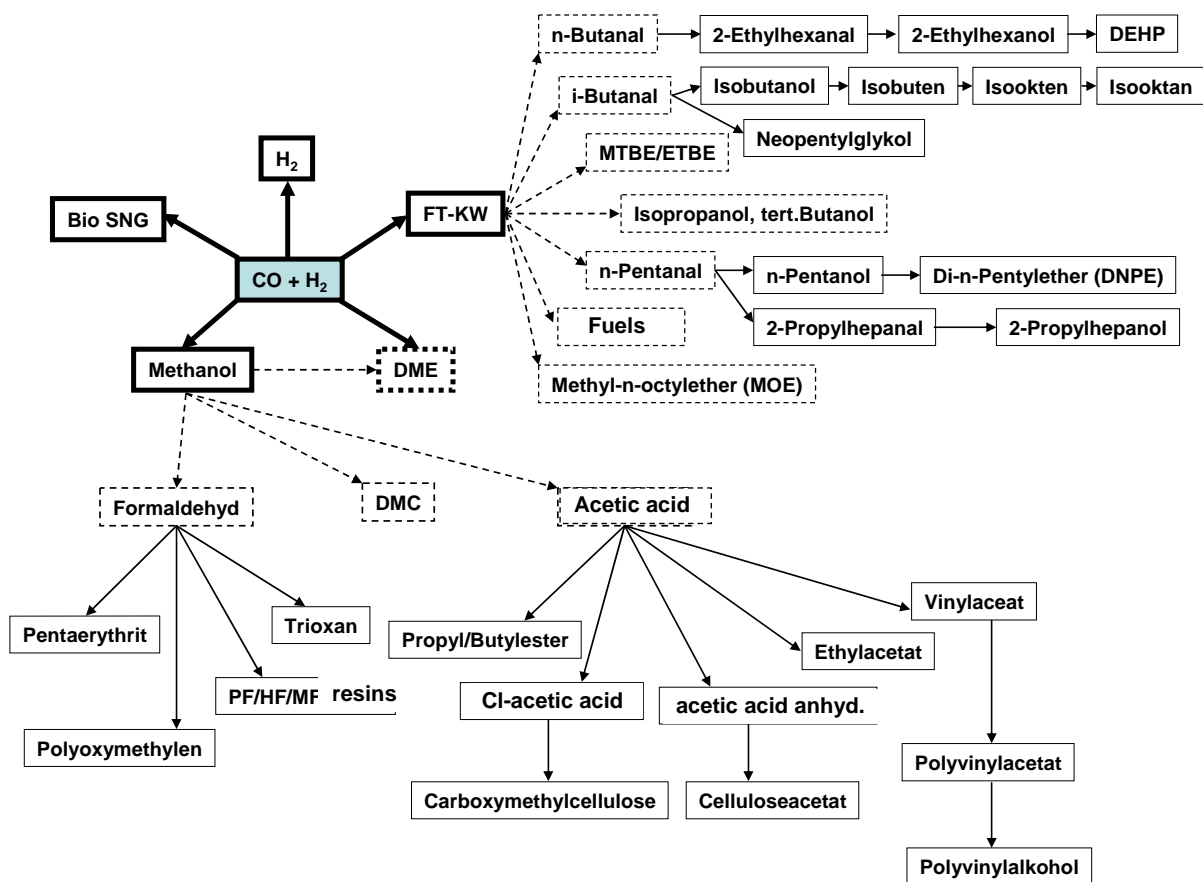 n-Butanal
2-Ethylhexanal
2-Ethylhexanol
DEHP
i-Butanal
Isobutanol
Isobuten
Isookten
Isooktan
Neopentylglykol
MTBE/ETBE
H2
Bio SNG
FT-KW
Isopropanol, tert.Butanol
CO + H2
n-Pentanal
n-Pentanol
Di-n-Pentylether (DNPE)
Fuels
2-Propylhepanal
2-Propylhepanol
Methanol
DME
Methyl-n-octylether (MOE)
Formaldehyd
DMC
Acetic acid
Pentaerythrit
Trioxan
Propyl/Butylester
Ethylacetat
Vinylaceat
PF/HF/MF resins
Cl-acetic acid
acetic acid anhyd.
Polyoxymethylen
Polyvinylacetat
Carboxymethylcellulose
Celluloseacetat
Polyvinylalkohol